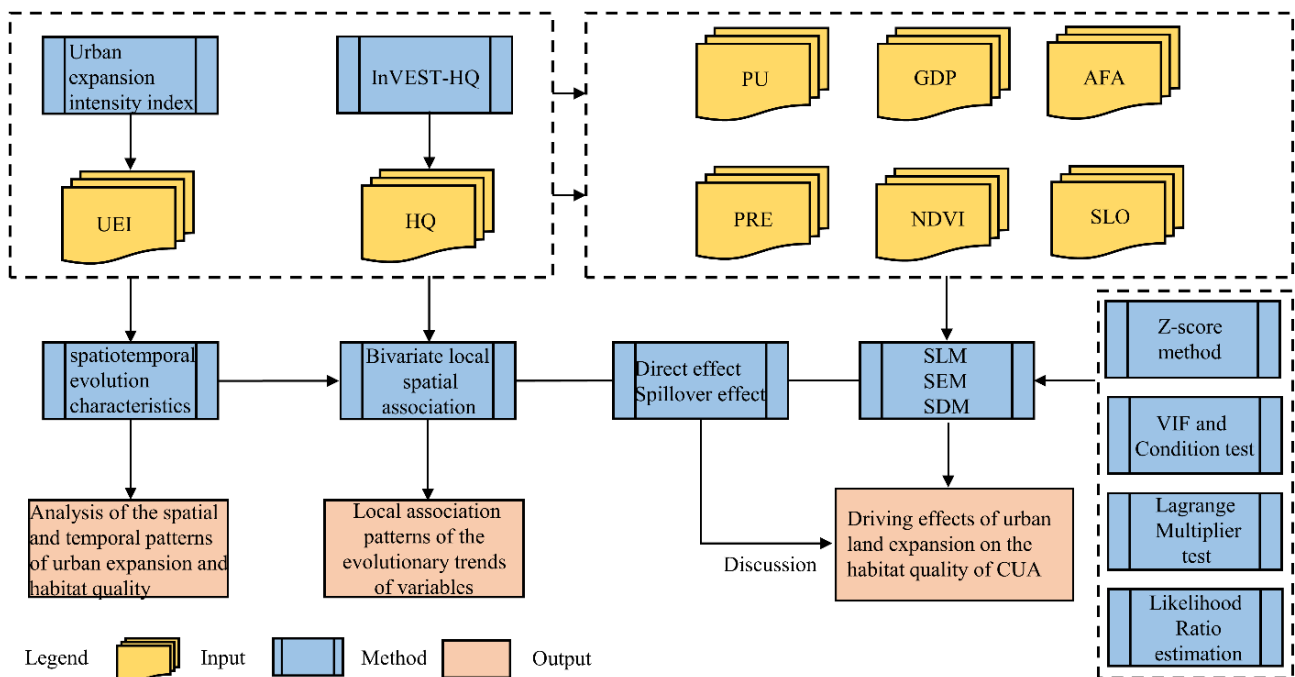 Urban
expansion
intensity index
InVEST-HQ
PU
GDP
AFA
UEI
HQ
PRE
NDVI
SLO
spatiotemporal
evolution
characteristics
Bivariate local
spatial
association
Direct effect
Spillover effect
SLM
SEM
SDM
Z-score
method
VIF and
Condition test
Lagrange
Multiplier
test
Likelihood
Ratio
estimation
Analysis of the spatial
and temporal patterns
of urban expansion and
habitat quality
Local association
patterns of the
evolutionary trends
of variables
Discussion
Driving effects of urban
land expansion on the
habitat quality of CUA
Legend
Input
Method
Output